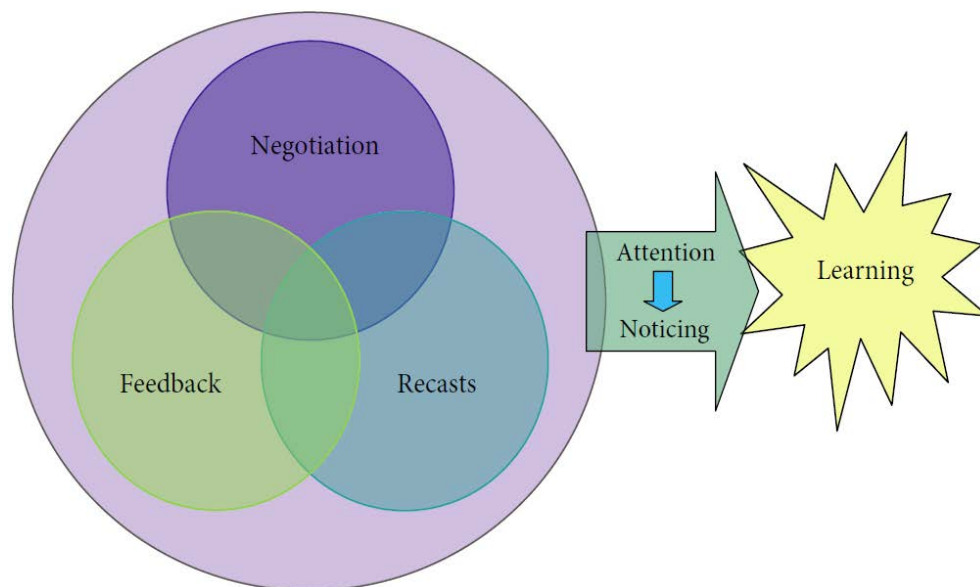 Negotiation
Feedback
Recasts
Attention
Noticing
Learning